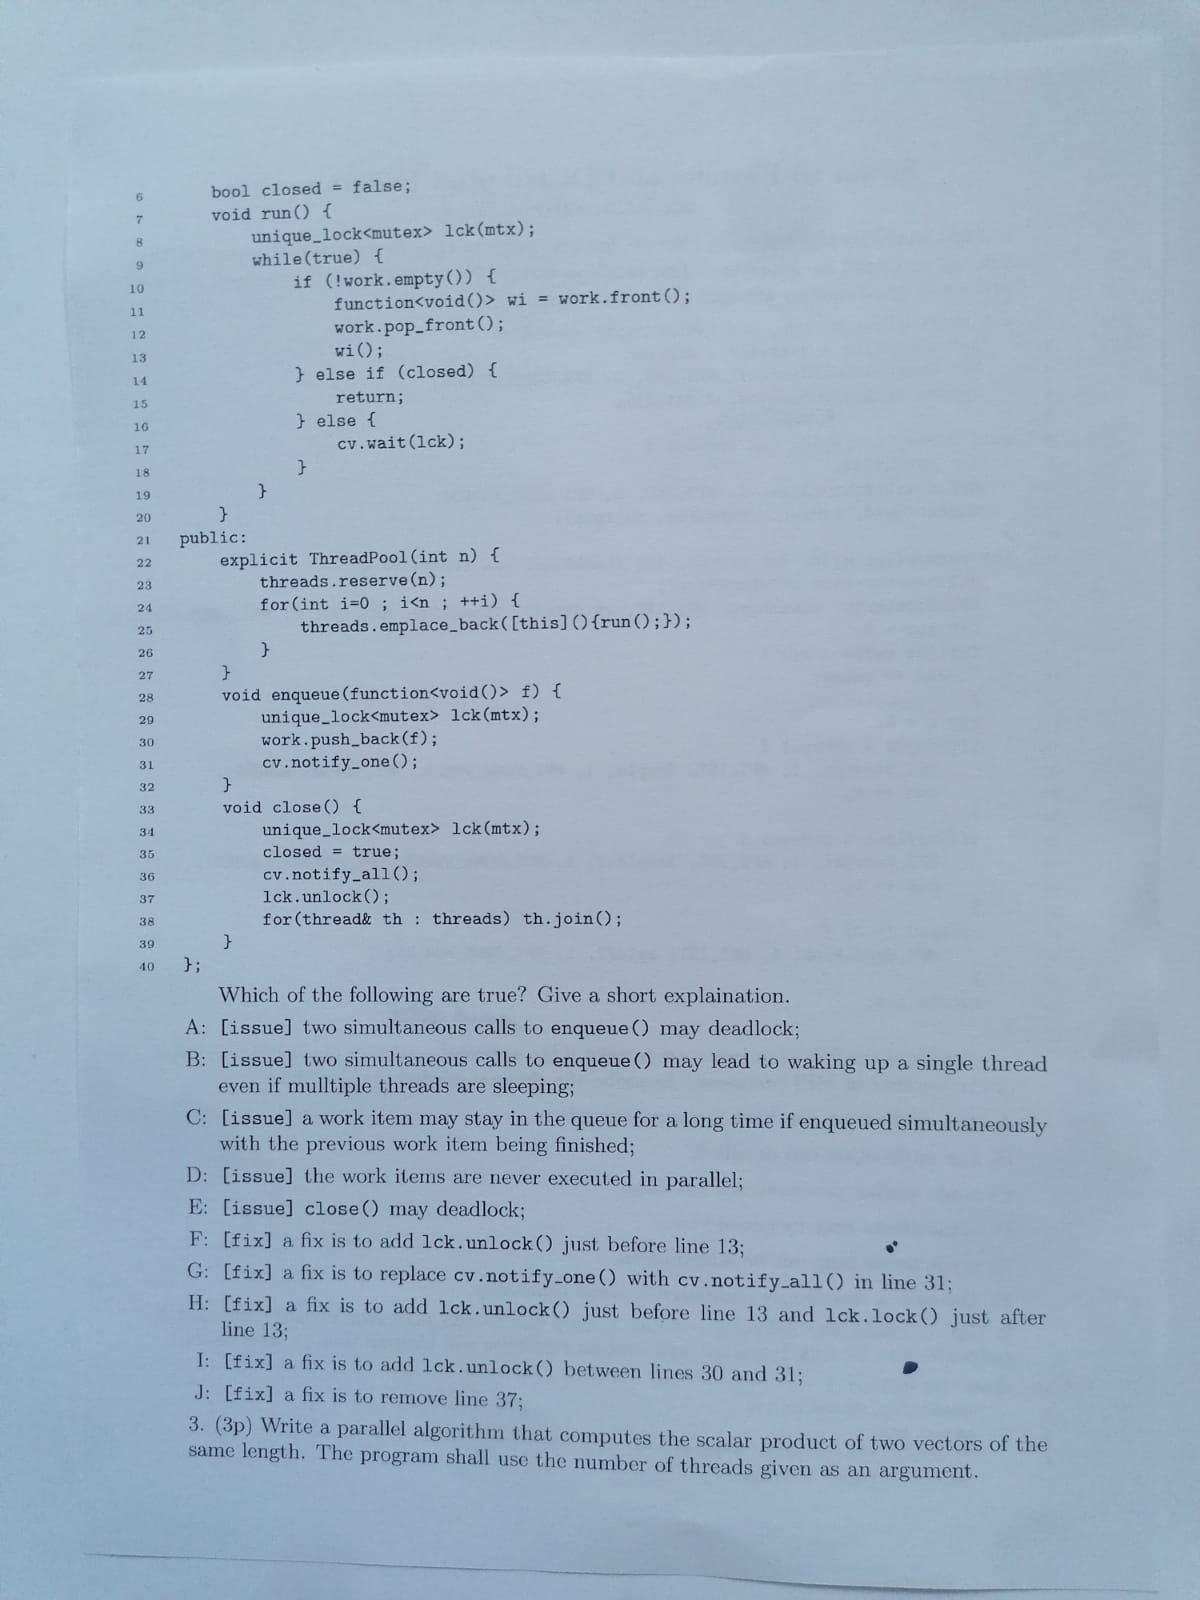 6 bool closed = false;
7 void run() {
8 unique_lock<mutex> lck(mtx);
9 while(true) {
10 if (!work.empty()) {
11 function<void()> wi = work.front();
12 work.pop_front();
13 wi();
14 } else if (closed) {
15 return;
16 } else {
17 cv.wait(lck);
18 }
19 }
20 }
21 public:
22 explicit ThreadPool(int n) {
23 threads.reserve(n);
24 for(int i=0 ; i<n ; ++i) {
25 threads.emplace_back([this](){run();});
26 }
27 }
28 void enqueue(function<void()> f) {
29 unique_lock<mutex> lck(mtx);
30 work.push_back(f);
31 cv.notify_one();
32 }
33 void close() {
34 unique_lock<mutex> lck(mtx);
35 closed = true;
36 cv.notify_all();
37 lck.unlock();
38 for(thread& th : threads) th.join();
39 }
40 };
Which of the following are true? Give a short explaination.
A: [issue] two simultaneous calls to enqueue() may deadlock;
B: [issue] two simultaneous calls to enqueue() may lead to waking up a single thread
even if mulltiple threads are sleeping;
C: [issue] a work item may stay in the queue for a long time if enqueued simultaneously
with the previous work item being finished;
D: [issue] the work items are never executed in parallel;
E: [issue] close() may deadlock;
F: [fix] a fix is to add lck.unlock() just before line 13;
G: [fix] a fix is to replace cv.notify_one() with cv.notify_all() in line 31;
H: [fix] a fix is to add lck.unlock() just before line 13 and lck.lock() just after
line 13;
I: [fix] a fix is to add lck.unlock() between lines 30 and 31;
J: [fix] a fix is to remove line 37;
3. (3p) Write a parallel algorithm that computes the scalar product of two vectors of the
same length. The program shall use the number of threads given as an argument.